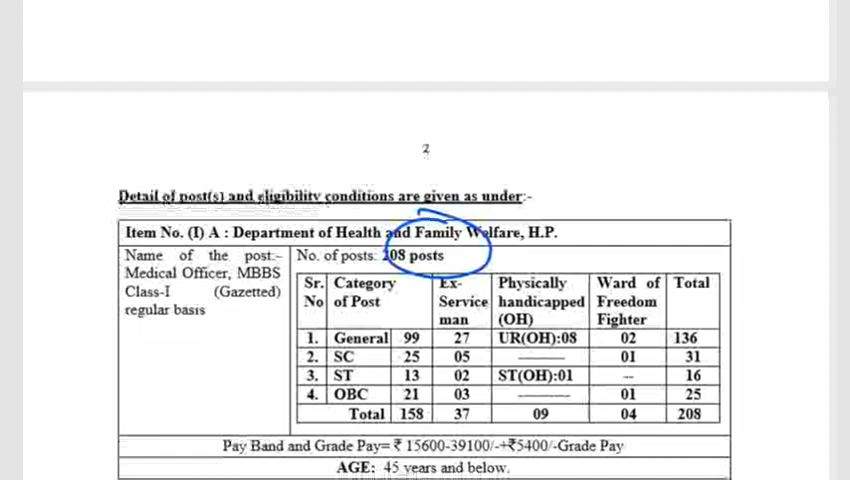 2
Detail of post(s) and eligibility conditions are given as under:-
Item No. (I) A : Department of Health and Family Welfare, H.P.
Name of the post:-
Medical Officer, MBBS
Class-I (Gazetted)
regular basis
No. of posts: 208 posts
Sr. No Category of Post Ex-Service man Physically handicapped (OH) Ward of Freedom Fighter Total
1. General 99 27 UR(OH):08 02 136
2. SC 25 05 ——— 01 31
3. ST 13 02 ST(OH):01 -- 16
4. OBC 21 03 ——— 01 25
Total 158 37 09 04 208
Pay Band and Grade Pay= ₹ 15600-39100/-+₹5400/-Grade Pay
AGE: 45 years and below.